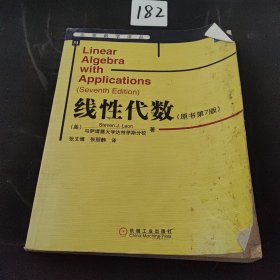 182
Linear
Algebra
with
Applications
(Seventh Edition)
线性代数 (原书第7版)
(美) Steven J. Leon 著
马萨诸塞大学达特茅斯分校
张文博 张丽静 译
机械工业出版社
China Machine Press